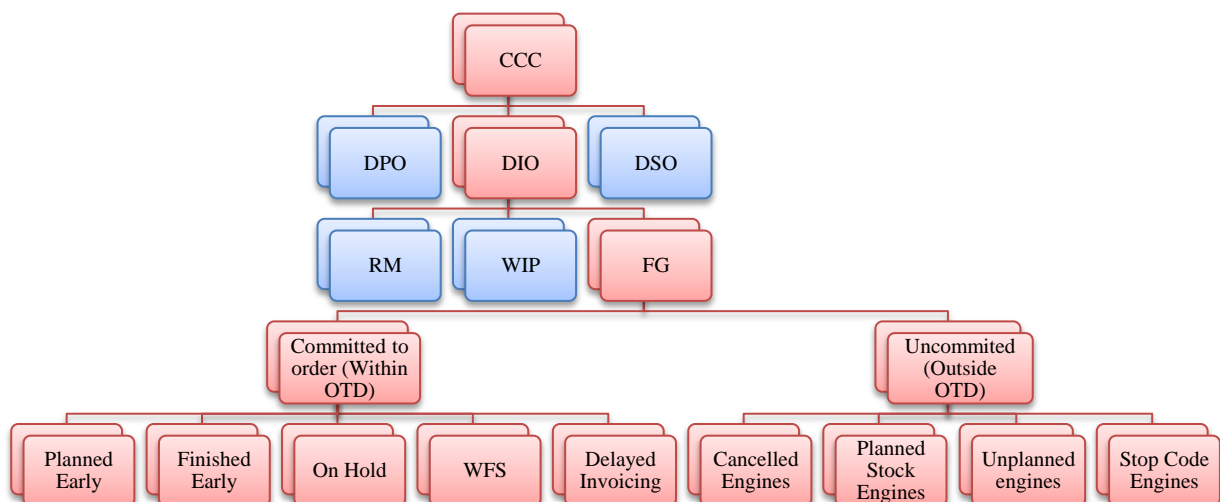 CCC
DPO
DIO
DSO
RM
WIP
FG
Committed to
order (Within
OTD)
Uncommited
(Outside
OTD)
Planned
Early
Finished
Early
On Hold
WFS
Delayed
Invoicing
Cancelled
Engines
Planned
Stock
Engines
Unplanned
engines
Stop Code
Engines